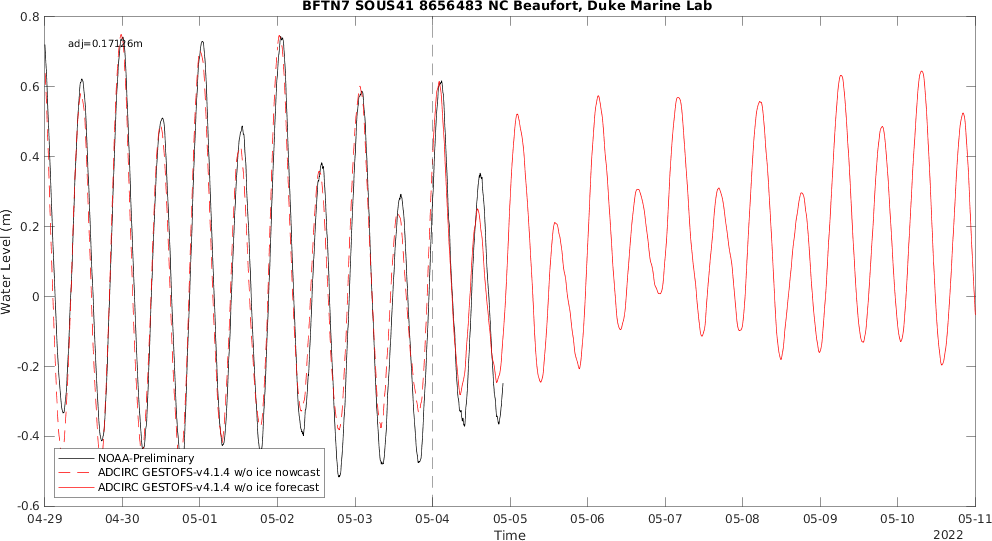 BFTN7 SOUS41 8656483 NC Beaufort, Duke Marine Lab
adj=0.17126m
Water Level (m)
0.8
0.6
0.4
0.2
0
-0.2
-0.4
-0.6
NOAA-Preliminary
ADCIRC GESTOFS-v4.1.4 w/o ice nowcast
ADCIRC GESTOFS-v4.1.4 w/o ice forecast
04-29 04-30 05-01 05-02 05-03 05-04 05-05 05-06 05-07 05-08 05-09 05-10 05-11
Time
2022